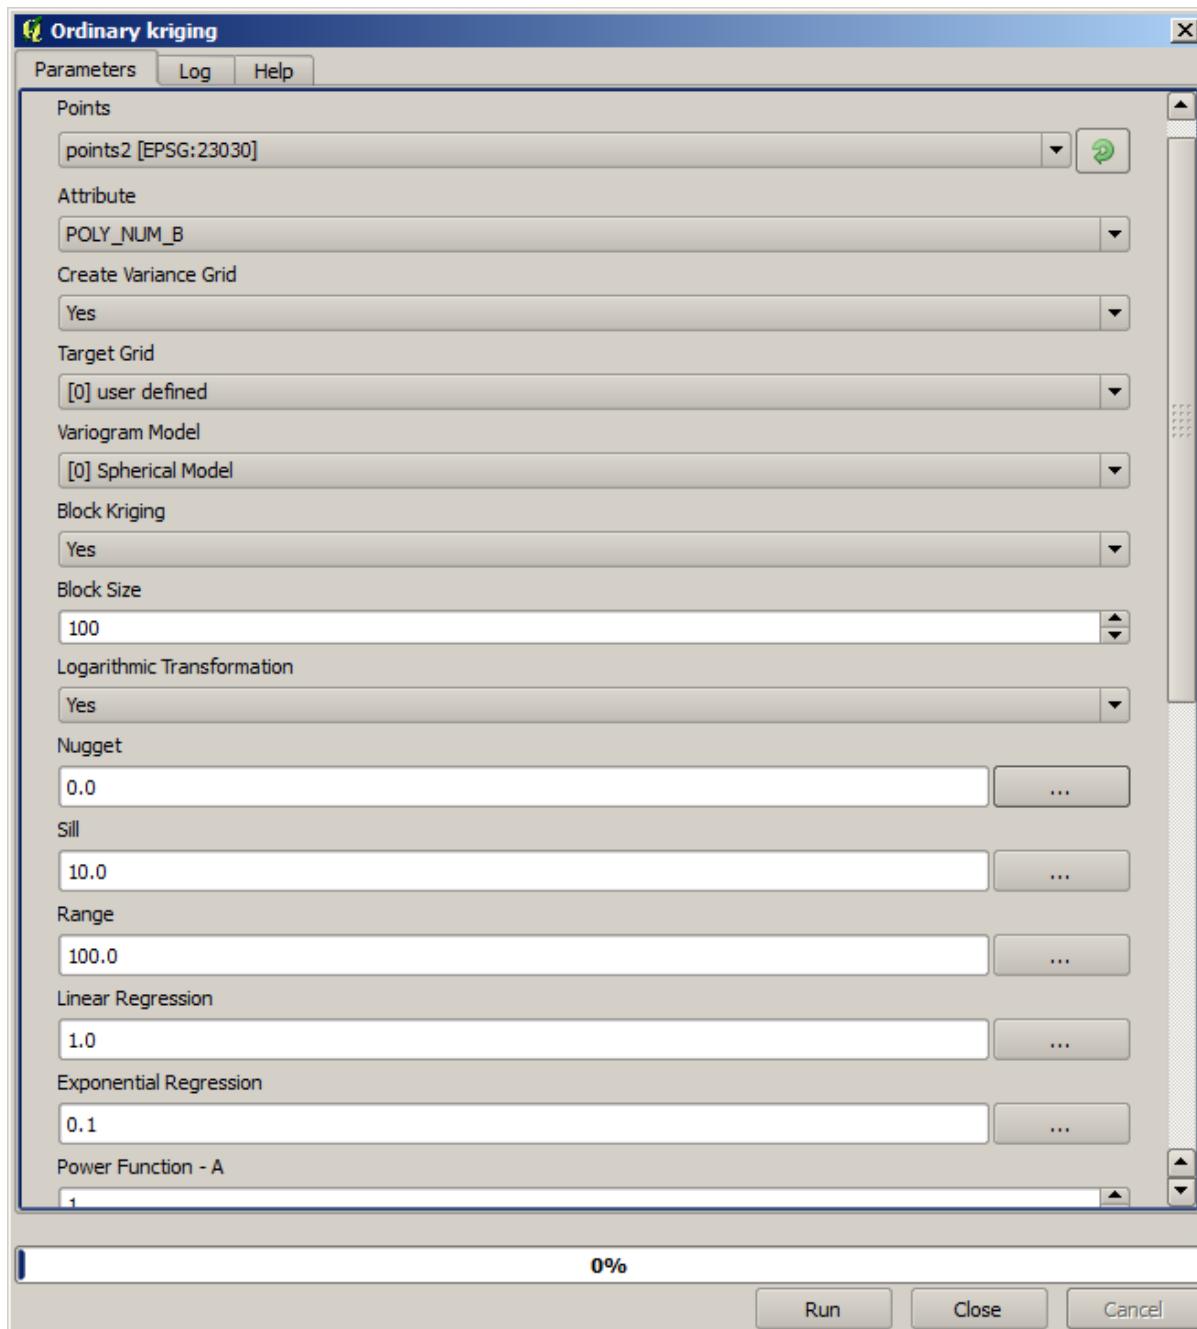 Ordinary kriging
Parameters Log Help
Points
points2 [EPSG:23030]
Attribute
POLY_NUM_B
Create Variance Grid
Yes
Target Grid
[0] user defined
Variogram Model
[0] Spherical Model
Block Kriging
Yes
Block Size
100
Logarithmic Transformation
Yes
Nugget
0.0 ...
Sill
10.0 ...
Range
100.0 ...
Linear Regression
1.0 ...
Exponential Regression
0.1 ...
Power Function - A
1
0%
Run Close Cancel